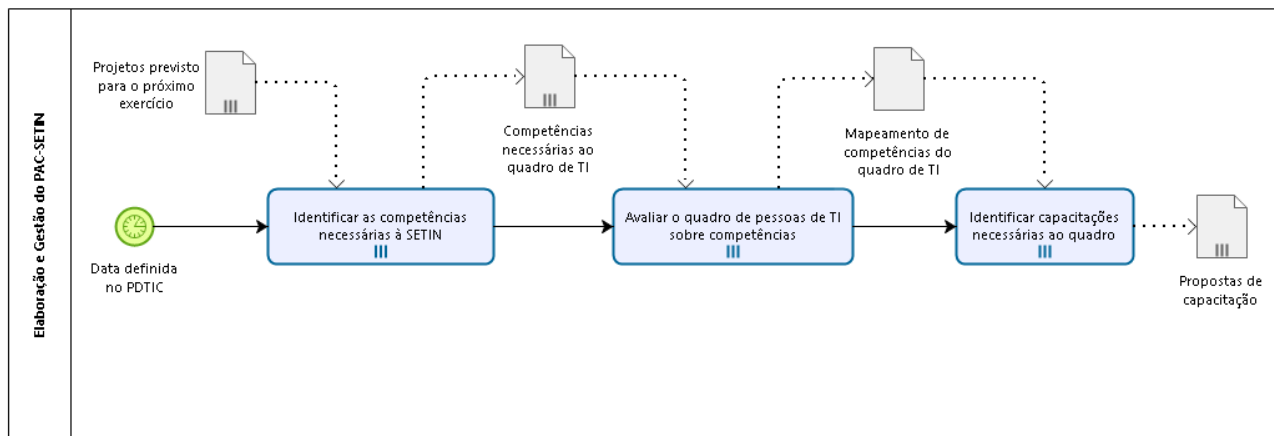 Elaboração e Gestão do PAC-SETIN
Projetos previsto
para o próximo
exercício
Competências
necessárias ao
quadro de TI
Mapeamento de
competências do
quadro de TI
Data definida
no PDTIC
Identificar as competências
necessárias à SETIN
Avaliar o quadro de pessoas de TI
sobre competências
Identificar capacitações
necessárias ao quadro
Propostas de
capacitação